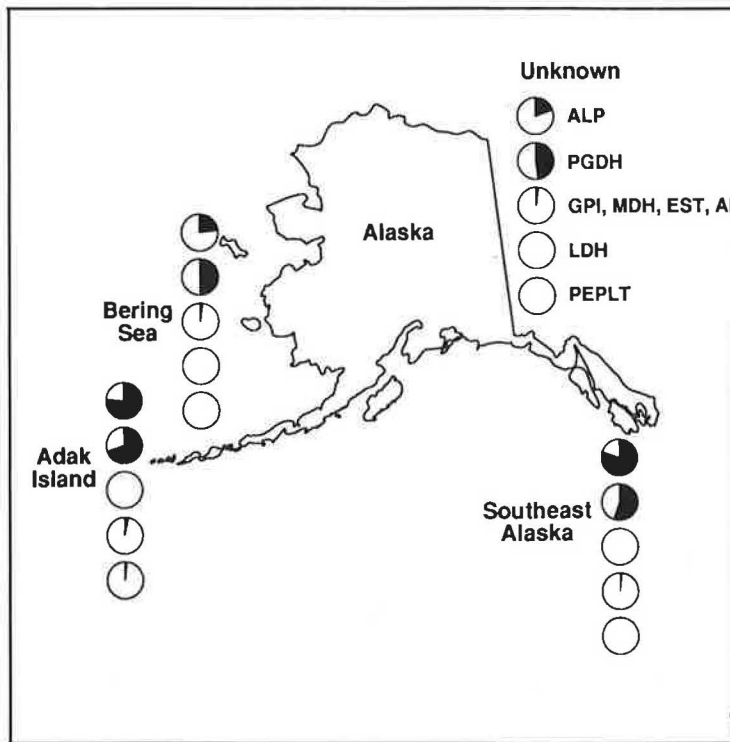 Unknown
ALP
PGDH
GPI, MDH, EST,
LDH
PEPLT
Alaska
Bering
Sea
Adak
Island
Southeast
Alaska